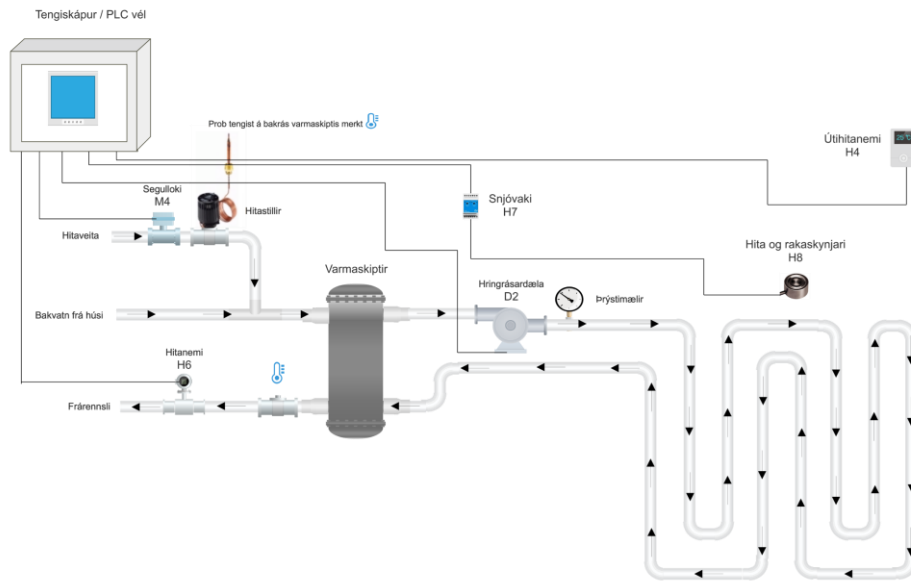 Tengiskápur / PLC vél
Prob tengist á bakrás varmaskiptis merkt
Útihitanemi
H4
25°C
Segulloki
M4
Hitastillir
Snjóvaki
H7
Hitaveita
Hita og rakaskynjari
H8
Varmaskiptir
Hringrásardæla
D2
Þrýstimælir
Bakvatn frá húsi
Hitanemi
H6
Frárennsli